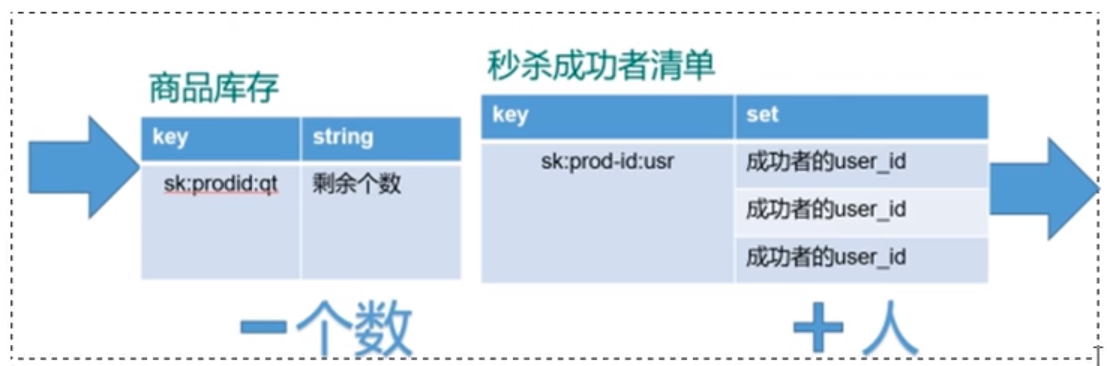 商品库存
key string
sk:prodid:qt 剩余个数
一个数
秒杀成功者清单
key set
sk:prod-id:usr 成功者的user_id
成功者的user_id
成功者的user_id
+ 人